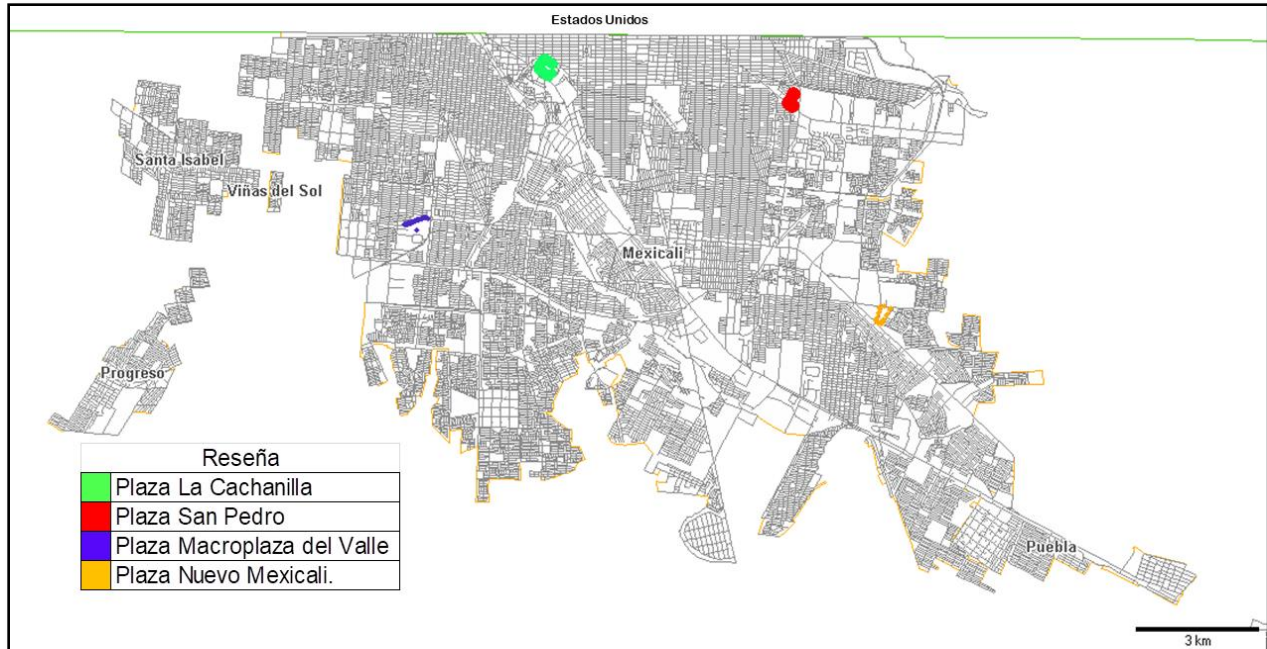 Estados Unidos
Santa Isabel
Viñas del Sol
Mexicali
Progreso
Reseña
Plaza La Cachanilla
Plaza San Pedro
Plaza Macroplaza del Valle
Plaza Nuevo Mexicali.
Puebla
3 km